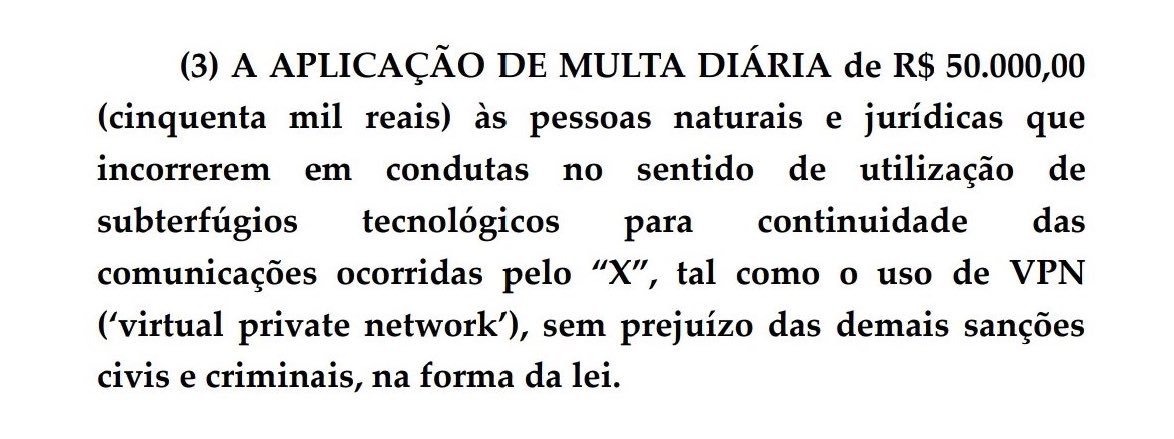 (3) A APLICAÇÃO DE MULTA DIÁRIA de R$ 50.000,00
(cinquenta mil reais) às pessoas naturais e jurídicas que
incorrerem em condutas no sentido de utilização de
subterfúgios tecnológicos para continuidade das
comunicações ocorridas pelo “X”, tal como o uso de VPN
(‘virtual private network’), sem prejuízo das demais sanções
civis e criminais, na forma da lei.